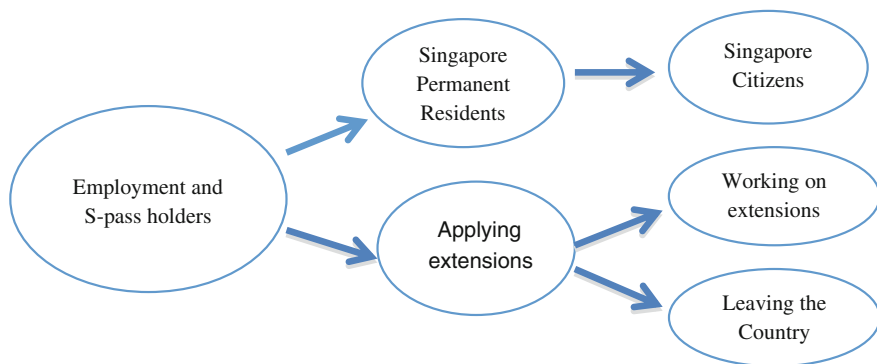 Employment and
S-pass holders
Singapore
Permanent
Residents
Singapore
Citizens
Applying
extensions
Working on
extensions
Leaving the
Country